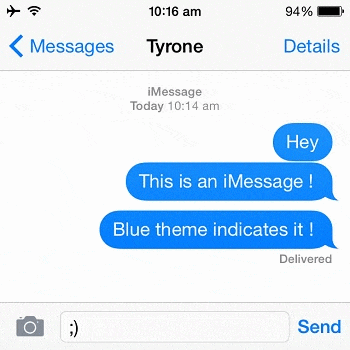 10:16 am 94%
Messages Tyrone Details
iMessage
Today 10:14 am
Hey
This is an iMessage !
Blue theme indicates it !
Delivered
;) Send